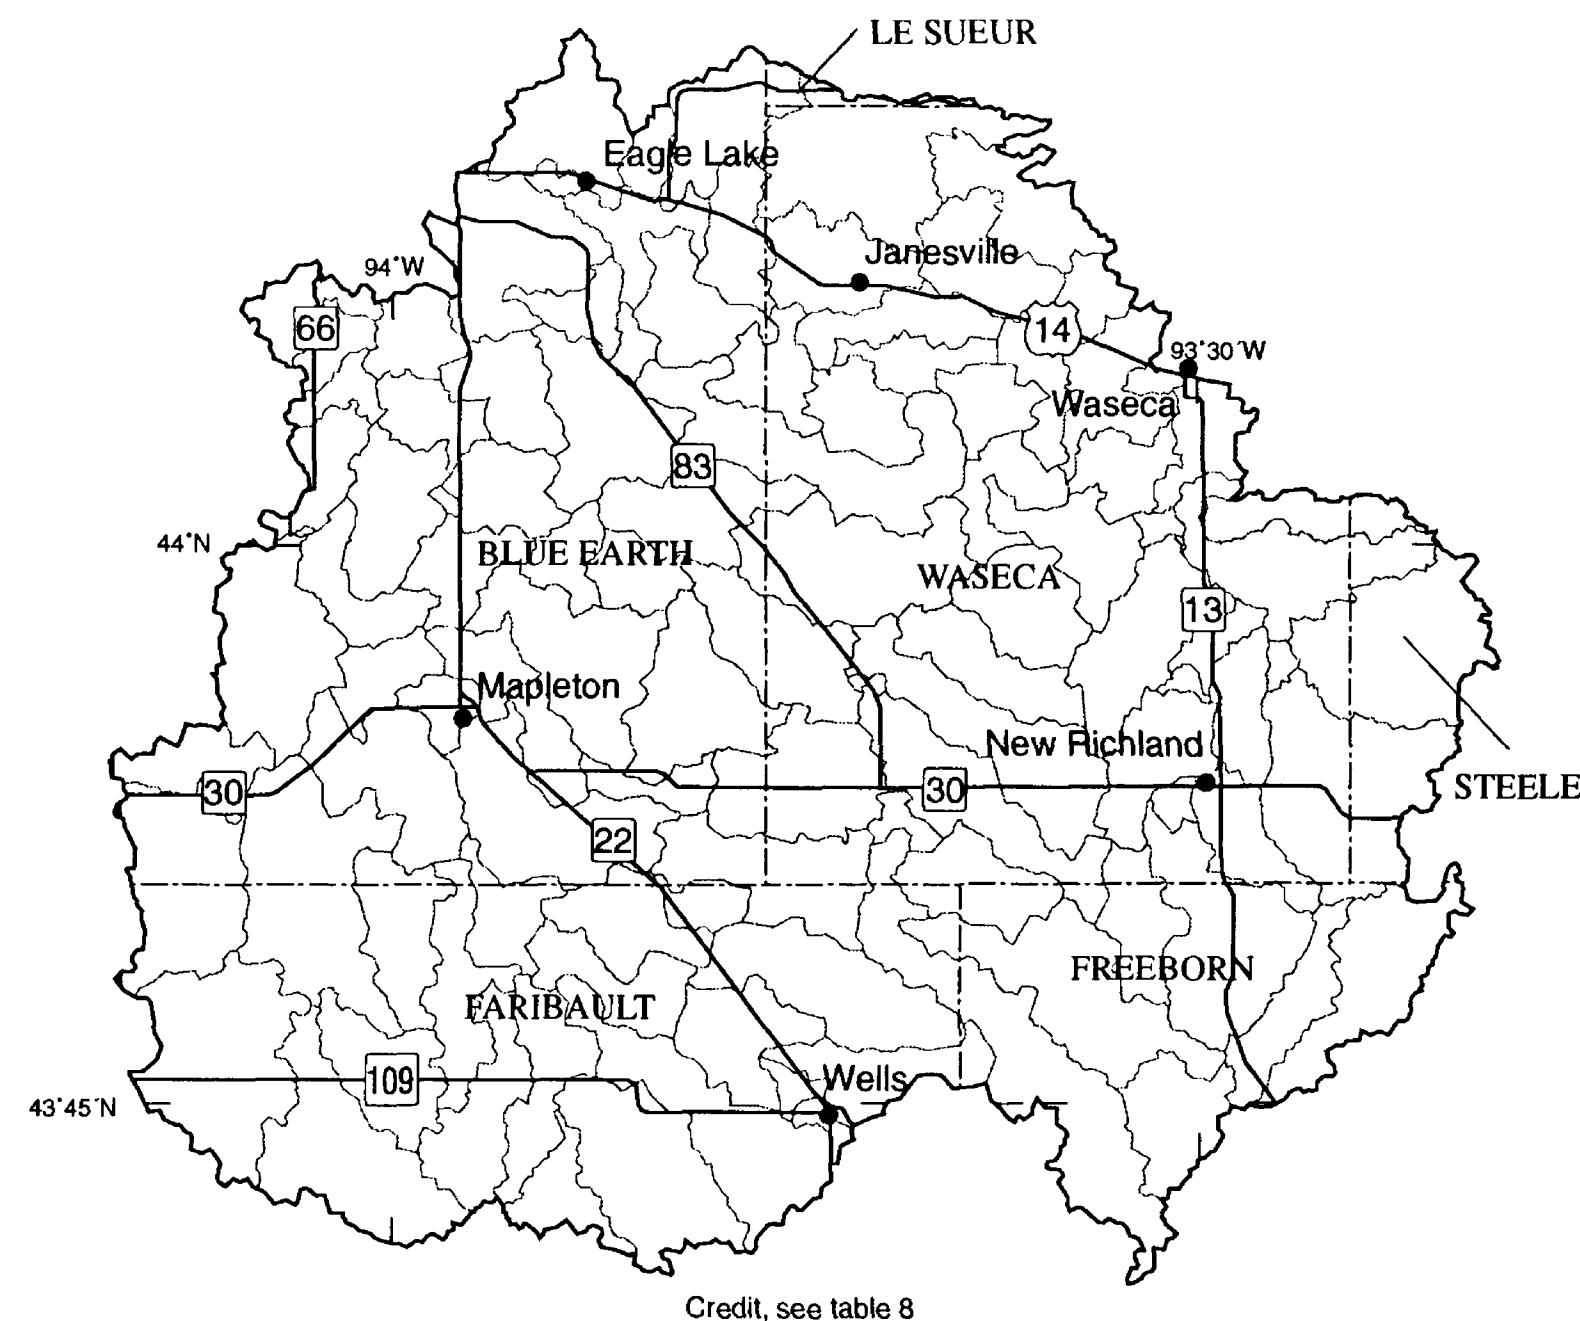 LE SUEUR
Eagle Lake
Janesville
94°W
66
14
93°30'W
Waseca
83
44°N
BLUE EARTH
WASECA
13
Mapleton
New Richland
30
30
STEELE
22
FREEBORN
FARIBAULT
109
Wells
43°45'N
Credit, see table 8